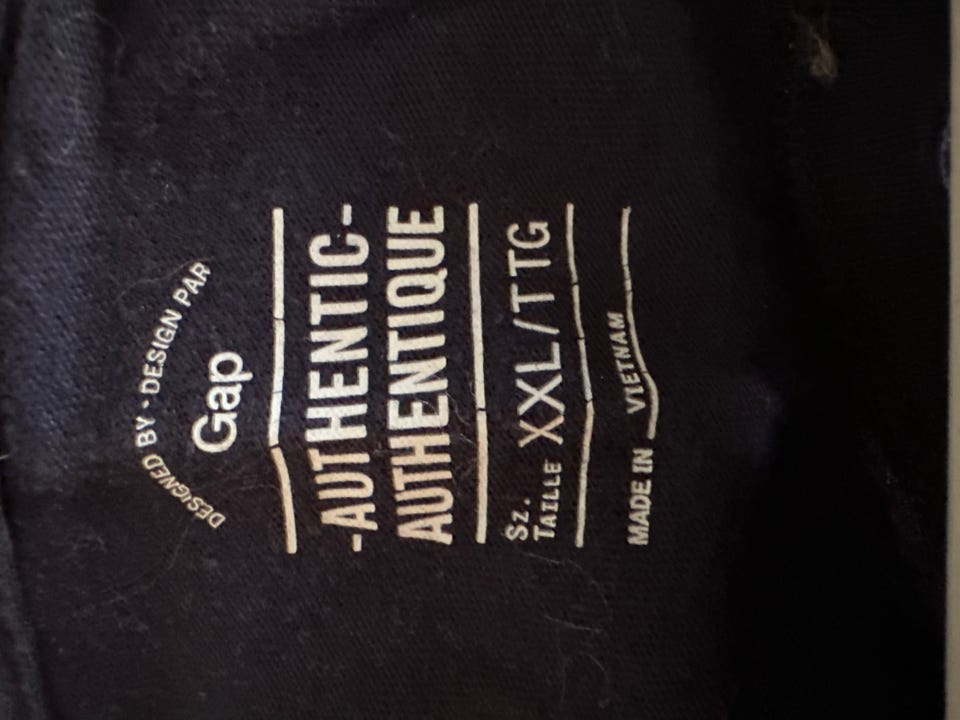 DESIGNED BY • DESIGN PAR
Gap
-AUTHENTIC-
AUTHENTIQUE
Sz.
TAILLE XXL/TTG
MADE IN VIETNAM